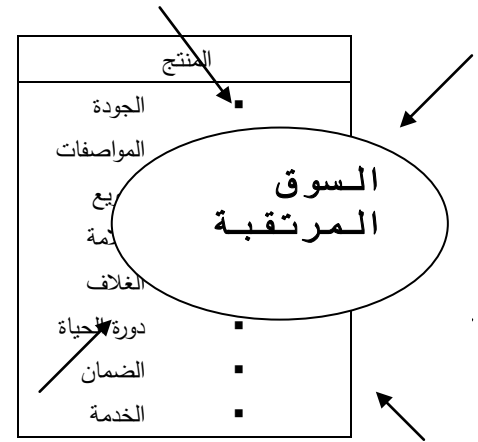 المنتج
▪ الجودة
المواصفات
السوق
المرتقبة
الغلاف
▪ دورة الحياة
▪ الضمان
▪ الخدمة